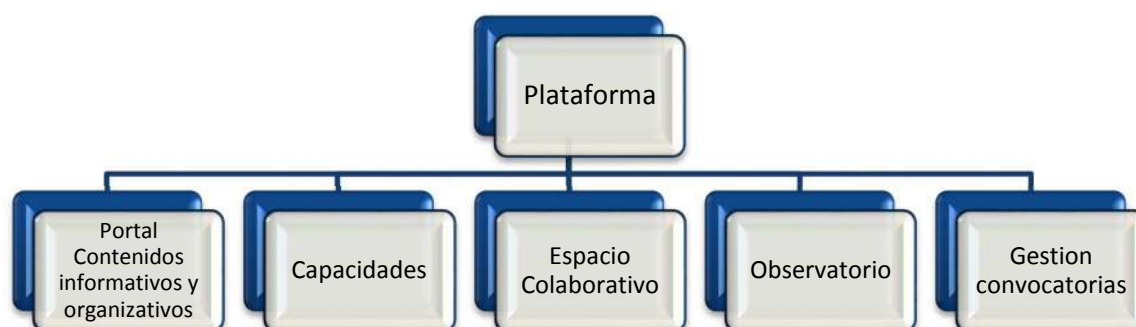 Plataforma
Portal
Contenidos
informativos y
organizativos
Capacidades
Espacio
Colaborativo
Observatorio
Gestion
convocatorias